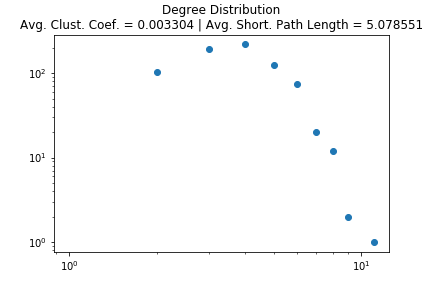 Degree Distribution
Avg. Clust. Coef. = 0.003304 | Avg. Short. Path Length = 5.078551
10²
10¹
10⁰
10⁰ 10¹